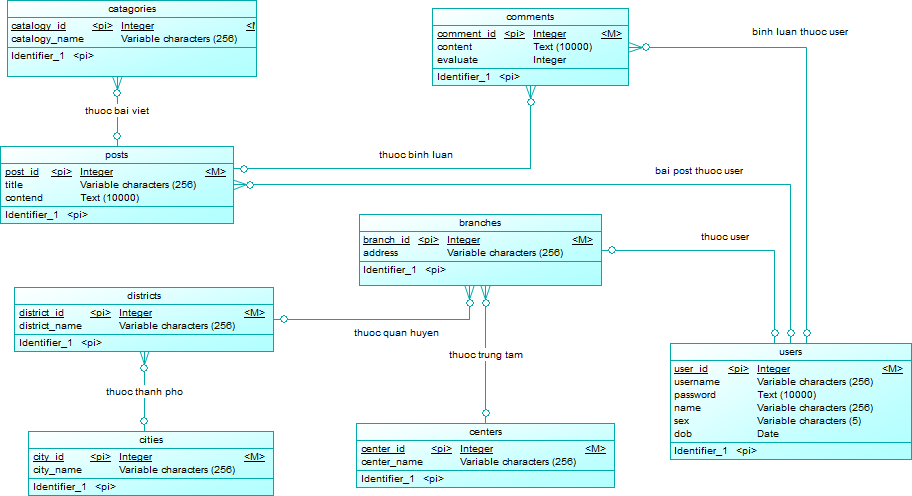 catagories
catalogy_id <pi> Integer <M
catalogy_name Variable characters (256)
Identifier_1 <pi>
comments
comment_id <pi> Integer <M>
content Text (10000)
evaluate Integer
Identifier_1 <pi>
binh luan thuoc user
thuoc bai viet
thuoc binh luan
posts
post_id <pi> Integer <M>
title Variable characters (256)
contend Text (10000)
Identifier_1 <pi>
bai post thuoc user
branches
branch_id <pi> Integer <M>
address Variable characters (256)
Identifier_1 <pi>
thuoc user
districts
district_id <pi> Integer <M>
district_name Variable characters (256)
Identifier_1 <pi>
thuoc quan huyen
thuoc trung tam
thuoc thanh pho
users
user_id <pi> Integer <M>
username Variable characters (256)
password Text (10000)
name Variable characters (256)
sex Variable characters (5)
dob Date
Identifier_1 <pi>
cities
city_id <pi> Integer <M>
city_name Variable characters (256)
Identifier_1 <pi>
centers
center_id <pi> Integer <M>
center_name Variable characters (256)
Identifier_1 <pi>